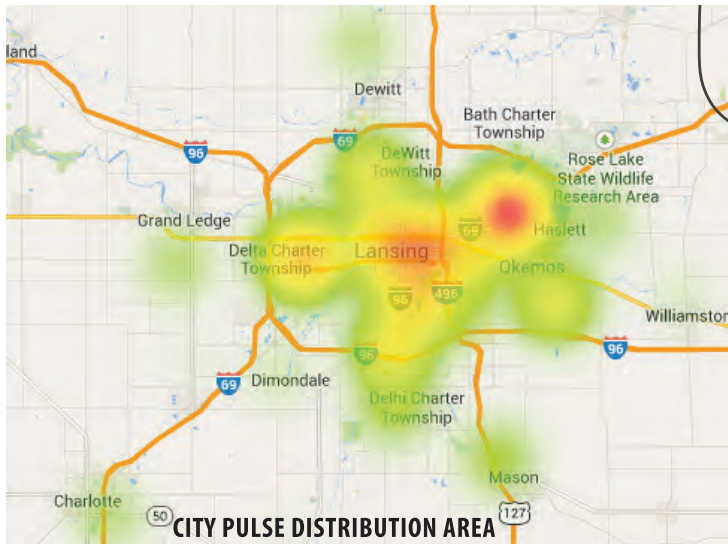 land
Dewitt
Bath Charter
Township
69
96
DeWitt
Township
Rose Lake
State Wildlife
Research Area
Grand Ledge
69
Haslett
Delta Charter
Township
Lansing
Okemos
96
496
Williamston
96
96
69
Dimondale
Delhi Charter
Township
Mason
Charlotte
50
127
CITY PULSE DISTRIBUTION AREA